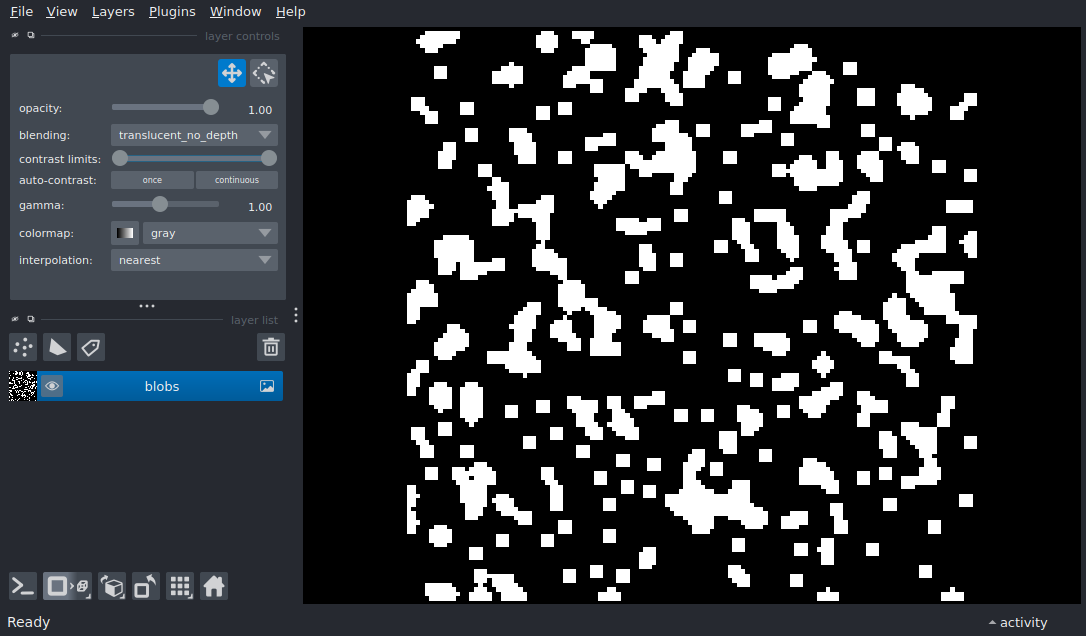 File View Layers Plugins Window Help
layer controls
opacity: 1.00
blending: translucent_no_depth
contrast limits:
auto-contrast: once continuous
gamma: 1.00
colormap: gray
interpolation: nearest
layer list
blobs
Ready activity